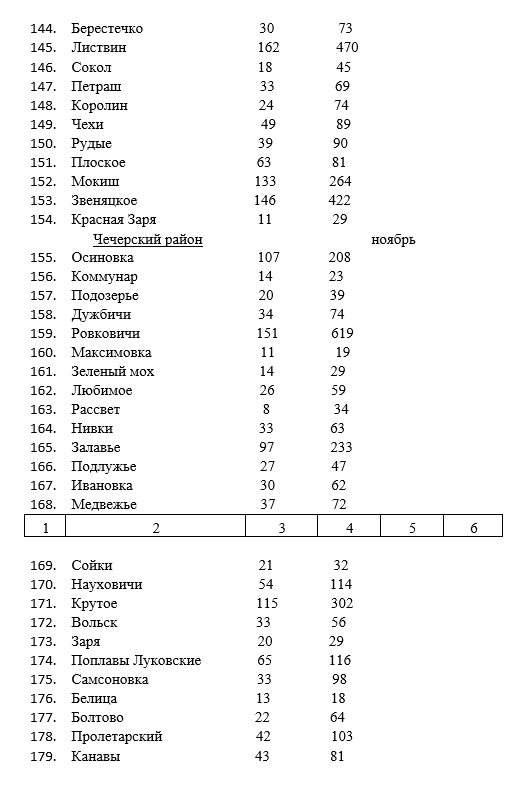 144. Берестечко 30 73
145. Листвин 162 470
146. Сокол 18 45
147. Петраш 33 69
148. Королин 24 74
149. Чехи 49 89
150. Рудые 39 90
151. Плоское 63 81
152. Мокиш 133 264
153. Звеняцкое 146 422
154. Красная Заря 11 29
Чечерский район ноябрь
155. Осиновка 107 208
156. Коммунар 14 23
157. Подозерье 20 39
158. Дужбичи 34 74
159. Ровковичи 151 619
160. Максимовка 11 19
161. Зеленый мох 14 29
162. Любимое 26 59
163. Рассвет 8 34
164. Нивки 33 63
165. Залавье 97 233
166. Подлужье 27 47
167. Ивановка 30 62
168. Медвежье 37 72
1 2 3 4 5 6
169. Сойки 21 32
170. Науховичи 54 114
171. Крутое 115 302
172. Вольск 33 56
173. Заря 20 29
174. Поплавы Луковские 65 116
175. Самсоновка 33 98
176. Белица 13 18
177. Болтово 22 64
178. Пролетарский 42 103
179. Канавы 43 81